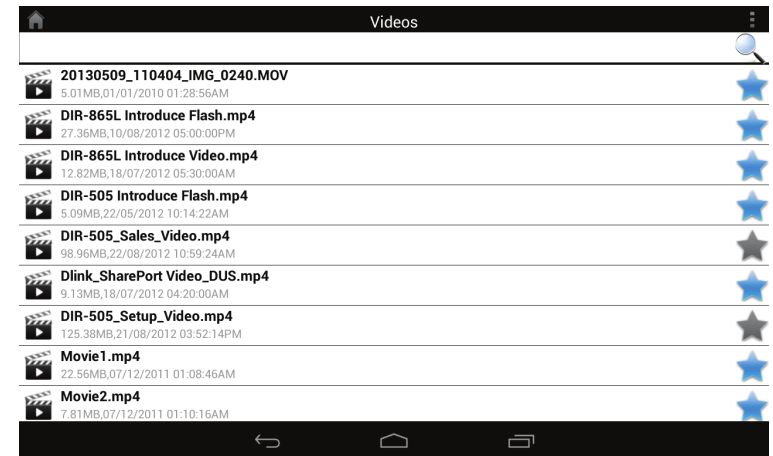 Videos
20130509_110404_IMG_0240.MOV
5.01MB,01/01/2010 01:28:56AM
DIR-865L Introduce Flash.mp4
27.36MB,10/08/2012 05:00:00PM
DIR-865L Introduce Video.mp4
12.82MB,18/07/2012 05:30:00AM
DIR-505 Introduce Flash.mp4
5.09MB,22/05/2012 10:14:22AM
DIR-505_Sales_Video.mp4
98.96MB,22/08/2012 10:59:24AM
Dlink_SharePort Video_DUS.mp4
9.13MB,18/07/2012 04:20:00AM
DIR-505_Setup_Video.mp4
125.38MB,21/08/2012 03:52:14PM
Movie1.mp4
22.56MB,07/12/2011 01:08:46AM
Movie2.mp4
7.81MB,07/12/2011 01:10:16AM